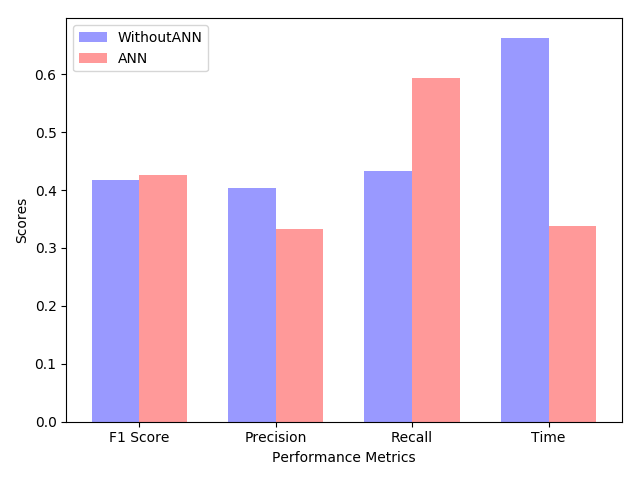 WithoutANN
ANN
Scores
0.6
0.5
0.4
0.3
0.2
0.1
0.0
F1 Score Precision Recall Time
Performance Metrics